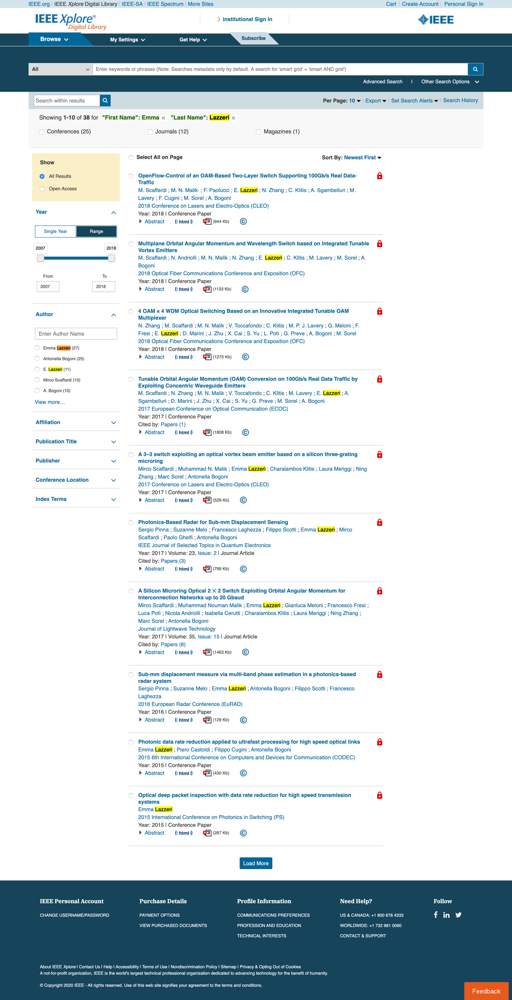 IEEE.org | IEEE Xplore Digital Library | IEEE-SA | IEEE Spectrum | More Sites
Cart | Create Account | Personal Sign In
IEEE Xplore®
Digital Library
Institutional Sign In
IEEE
Browse
My Settings
Get Help
Subscribe
All
Enter keywords or phrases (Note: Searches metadata only by default. A search for 'smart grid' = 'smart AND grid')
Advanced Search | Other Search Options
Search within results
Per Page: 10 | Export | Set Search Alerts | Search History
Showing 1-10 of 38 for "First Name": Emma × "Last Name": Lazzeri ×
Conferences (25)
Journals (12)
Magazines (1)
Show
All Results
Open Access
Year
Single Year
Range
2007
2018
From
To
2007
2018
Author
Enter Author Name
Emma Lazzeri (27)
Antonella Bogoni (25)
E. Lazzeri (11)
Mirco Scaffardi (10)
A. Bogoni (10)
View more...
Affiliation
Publication Title
Publisher
Conference Location
Index Terms
Select All on Page
Sort By: Newest First
OpenFlow-Control of an OAM-Based Two-Layer Switch Supporting 100Gb/s Real Data-
Traffic
M. Scaffardi ; M. N. Malik· ; F. Paolucci ; E. Lazzeri ; N. Zhang ; C. Klitis ; A. Sgambelluri ; M.
Lavery ; F. Cugini ; M. Sorel ; A. Bogoni
2018 Conference on Lasers and Electro-Optics (CLEO)
Year: 2018 | Conference Paper
Abstract ((html)) PDF (944 Kb) ©
Multiplane Orbital Angular Momentum and Wavelength Switch based on Integrated Tunable
Vortex Emitters
M. Scaffardi ; N. Andriolli ; M. N. Malik ; N. Zhang ; E. Lazzeri ; C. Klitis ; M. Lavery ; M. Sorel ; A.
Bogoni
2018 Optical Fiber Communications Conference and Exposition (OFC)
Year: 2018 | Conference Paper
Abstract ((html)) PDF (1133 Kb) ©
4 OAM × 4 WDM Optical Switching Based on an Innovative Integrated Tunable OAM
Multiplexer
N. Zhang ; M. Scaffardi ; M. N. Malik ; V. Toccafondo ; C. Klitis ; M. P. J. Lavery ; G. Meloni ; F.
Fresi ; E. Lazzeri ; D. Marini ; J. Zhu ; X. Cai ; S. Yu ; L. Potì ; G. Preve ; A. Bogoni ; M. Sorel
2018 Optical Fiber Communications Conference and Exposition (OFC)
Year: 2018 | Conference Paper
Abstract ((html)) PDF (1275 Kb) ©
Tunable Orbital Angular Momentum (OAM) Conversion on 100Gb/s Real Data Traffic by
Exploiting Concentric Waveguide Emitters
M. Scaffardi ; N. Zhang ; M. N. Malik ; V. Toccafondo ; C. Klitis ; M. Lavery ; E. Lazzeri ; A.
Sgambelluri ; D. Marini ; J. Zhu ; X. Cai ; S. Yu ; G. Preve ; M. Sorel ; A. Bogoni
2017 European Conference on Optical Communication (ECOC)
Year: 2017 | Conference Paper
Cited by: Papers (1)
Abstract ((html)) PDF (1808 Kb) ©
A 3–3 switch exploiting an optical vortex beam emitter based on a silicon three-grating
microring
Mirco Scaffardi ; Muhammad N. Malik ; Emma Lazzeri ; Charalambos Klitis ; Laura Meriggi ; Ning
Zhang ; Marc Sorel ; Antonella Bogoni
2017 Conference on Lasers and Electro-Optics (CLEO)
Year: 2017 | Conference Paper
Abstract ((html)) PDF (529 Kb) ©
Photonics-Based Radar for Sub-mm Displacement Sensing
Sergio Pinna ; Suzanne Melo ; Francesco Laghezza ; Filippo Scotti ; Emma Lazzeri ; Mirco
Scaffardi ; Paolo Ghelfi ; Antonella Bogoni
IEEE Journal of Selected Topics in Quantum Electronics
Year: 2017 | Volume: 23, Issue: 2 | Journal Article
Cited by: Papers (3)
Abstract ((html)) PDF (799 Kb) ©
A Silicon Microring Optical 2 × 2 Switch Exploiting Orbital Angular Momentum for
Interconnection Networks up to 20 Gbaud
Mirco Scaffardi ; Muhammad Nouman Malik ; Emma Lazzeri ; Gianluca Meloni ; Francesco Fresi ;
Luca Potì ; Nicola Andriolli ; Isabella Cerutti ; Charalambos Klitis ; Laura Meriggi ; Ning Zhang ;
Marc Sorel ; Antonella Bogoni
Journal of Lightwave Technology
Year: 2017 | Volume: 35, Issue: 15 | Journal Article
Cited by: Papers (6)
Abstract ((html)) PDF (1463 Kb) ©
Sub-mm displacement measure via multi-band phase estimation in a photonics-based
radar system
Sergio Pinna ; Suzanne Melo ; Emma Lazzeri ; Antonella Bogoni ; Filippo Scotti ; Francesco
Laghezza
2016 European Radar Conference (EuRAD)
Year: 2016 | Conference Paper
Abstract ((html)) PDF (129 Kb) ©
Photonic data rate reduction applied to ultrafast processing for high speed optical links
Emma Lazzeri ; Piero Castoldi ; Filippo Cugini ; Antonella Bogoni
2015 6th International Conference on Computers and Devices for Communication (CODEC)
Year: 2015 | Conference Paper
Abstract ((html)) PDF (430 Kb) ©
Optical deep packet inspection with data rate reduction for high speed transmission
systems
Emma Lazzeri
2015 International Conference on Photonics in Switching (PS)
Year: 2015 | Conference Paper
Abstract ((html)) PDF (287 Kb) ©
Load More
IEEE Personal Account
CHANGE USERNAME/PASSWORD
Purchase Details
PAYMENT OPTIONS
VIEW PURCHASED DOCUMENTS
Profile Information
COMMUNICATIONS PREFERENCES
PROFESSION AND EDUCATION
TECHNICAL INTERESTS
Need Help?
US & CANADA: +1 800 678 4333
WORLDWIDE: +1 732 981 0060
CONTACT & SUPPORT
Follow
About IEEE Xplore | Contact Us | Help | Accessibility | Terms of Use | Nondiscrimination Policy | Sitemap | Privacy & Opting Out of Cookies
A not-for-profit organization, IEEE is the world's largest technical professional organization dedicated to advancing technology for the benefit of humanity.
© Copyright 2020 IEEE - All rights reserved. Use of this web site signifies your agreement to the terms and conditions.
Feedback